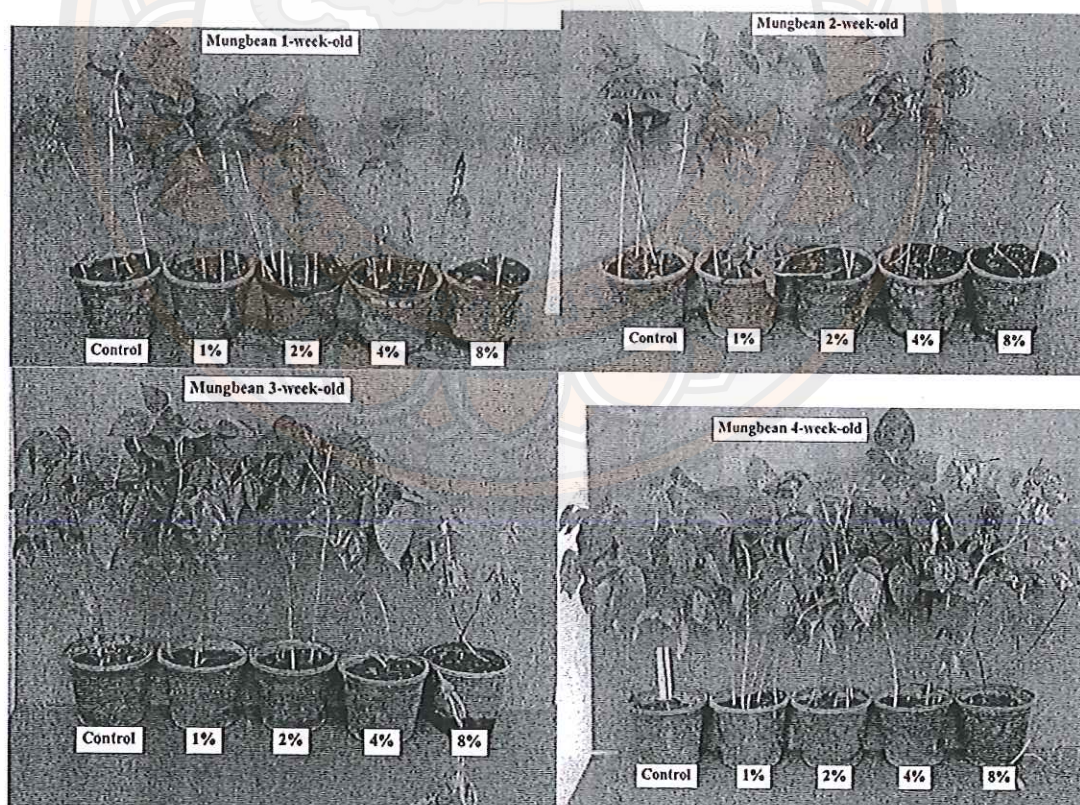 Mungbean 1-week-old
Control 1% 2% 4% 8%
Mungbean 2-week-old
Control 1% 2% 4% 8%
Mungbean 3-week-old
Control 1% 2% 4% 8%
Mungbean 4-week-old
Control 1% 2% 4% 8%